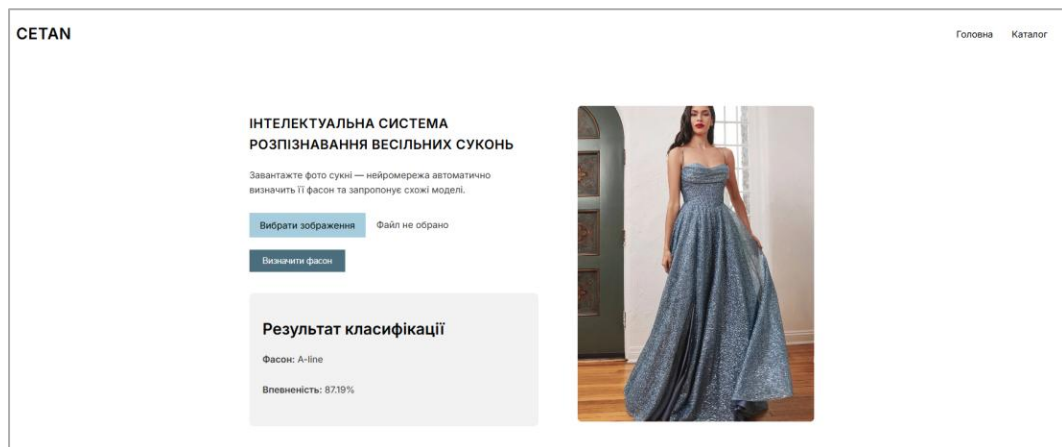 CETAN
Головна Каталог
ІНТЕЛЕКТУАЛЬНА СИСТЕМА
РОЗПІЗНАВАННЯ ВЕСІЛЬНИХ СУКОНЬ
Завантажте фото сукні — нейромережа автоматично
визначить її фасон та запропонує схожі моделі.
Вибрати зображення Файл не обрано
Визначити фасон
Результат класифікації
Фасон: A-line
Впевненість: 87.19%